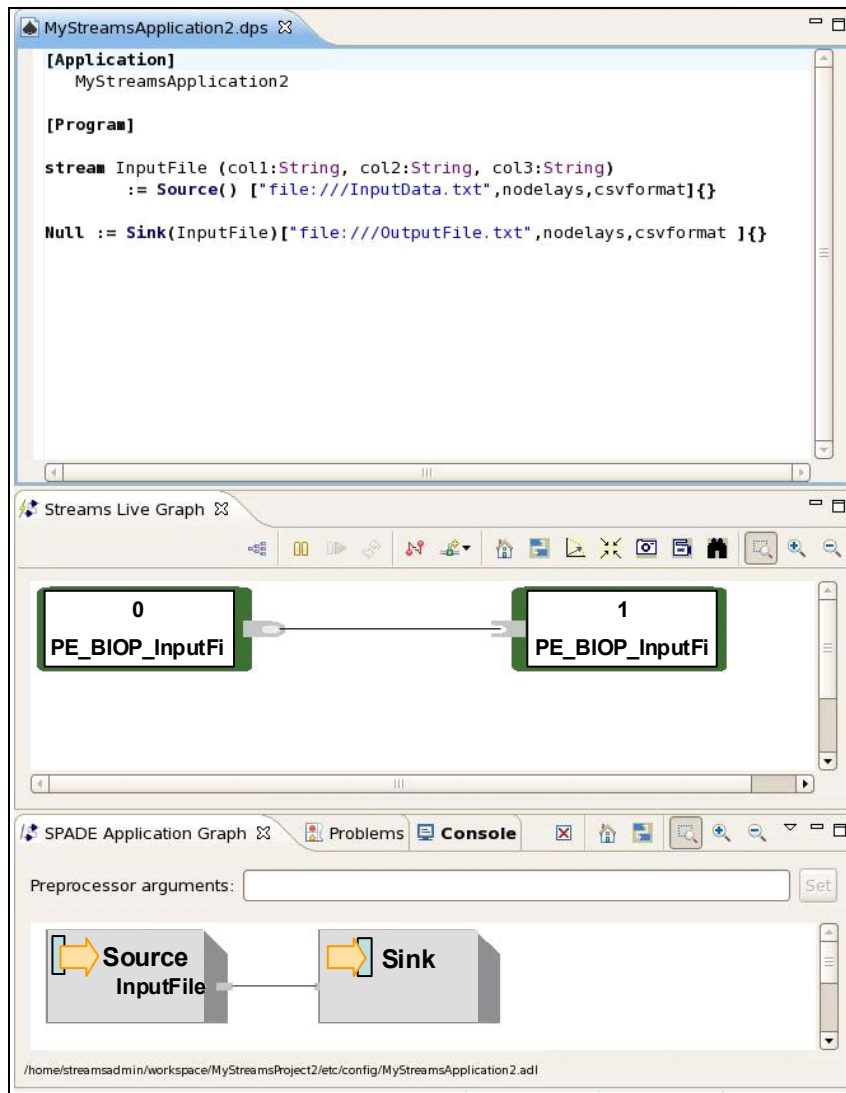 MyStreamsApplication2.dps
[Application]
MyStreamsApplication2
[Program]
stream InputFile (col1:String, col2:String, col3:String)
:= Source() ["file:///InputData.txt",nodelays,csvformat]{}
Null := Sink(InputFile)["file:///OutputFile.txt",nodelays,csvformat ]{}
Streams Live Graph
0
PE_BIOP_InputFi
1
PE_BIOP_InputFi
SPADE Application Graph
Problems
Console
Preprocessor arguments:
Set
Source
InputFile
Sink
/home/streamsadmin/workspace/MyStreamsProject2/etc/config/MyStreamsApplication2.adl